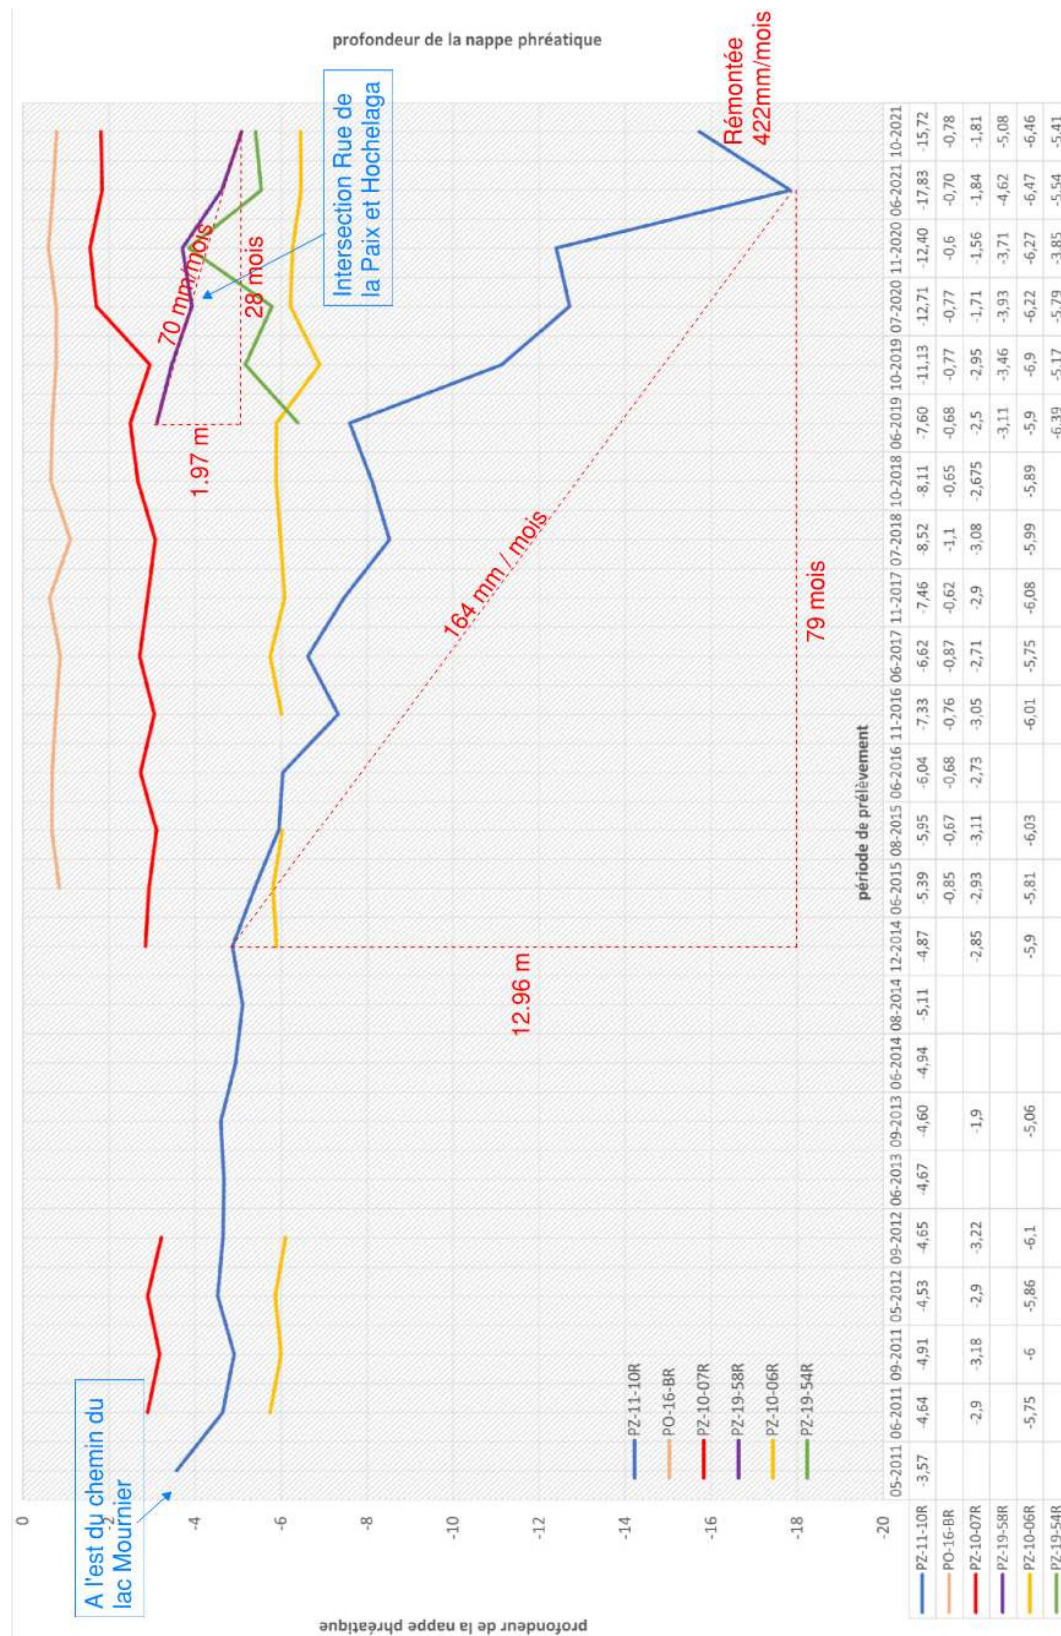 profondeur de la nappe phréatique
A l'est du chemin du
lac Mournier
Intersection Rue de
la Paix et Hochelaga
70 mm/mois
28 mois
1.97 m
164 mm / mois
79 mois
12.96 m
Rémontée
422mm/mois
0
-2
-4
-6
-8
-10
-12
-14
-16
-18
-20
profondeur de la nappe phréatique
PZ-11-10R
PO-16-BR
PZ-10-07R
PZ-19-58R
PZ-10-06R
PZ-19-54R
période de prélèvement
05-2011 06-2011 09-2011 05-2012 09-2012 06-2013 09-2013 06-2014 08-2014 12-2014 06-2015 08-2015 06-2016 11-2016 06-2017 11-2017 07-2018 10-2018 06-2019 10-2019 07-2020 11-2020 06-2021 10-2021
PZ-11-10R -3,57 -4,64 -4,91 -4,53 -4,65 -4,67 -4,60 -4,94 -5,11 -4,87 -5,39 -5,95 -6,04 -7,33 -6,62 -7,46 -8,52 -8,11 -7,60 -11,13 -12,71 -12,40 -17,83 -15,72
PO-16-BR -0,85 -0,67 -0,68 -0,76 -0,87 -0,62 -1,1 -0,65 -0,68 -0,77 -0,77 -0,6 -0,70 -0,78
PZ-10-07R -2,9 -3,18 -2,9 -3,22 -1,9 -2,85 -2,93 -3,11 -2,73 -3,05 -2,71 -2,9 3,08 -2,675 -2,5 -2,95 -1,71 -1,56 -1,84 -1,81
PZ-19-58R -3,11 -3,46 -3,93 -3,71 -4,62 -5,08
PZ-10-06R -5,75 -6 -5,86 -6,1 -5,06 -5,9 -5,81 -6,03 -6,01 -5,75 -6,08 -5,99 -5,89 -5,9 -6,9 -6,22 -6,27 -6,47 -6,46
PZ-19-54R -6,39 -5,17 -5,79 -3,85 -5,54 -5,41